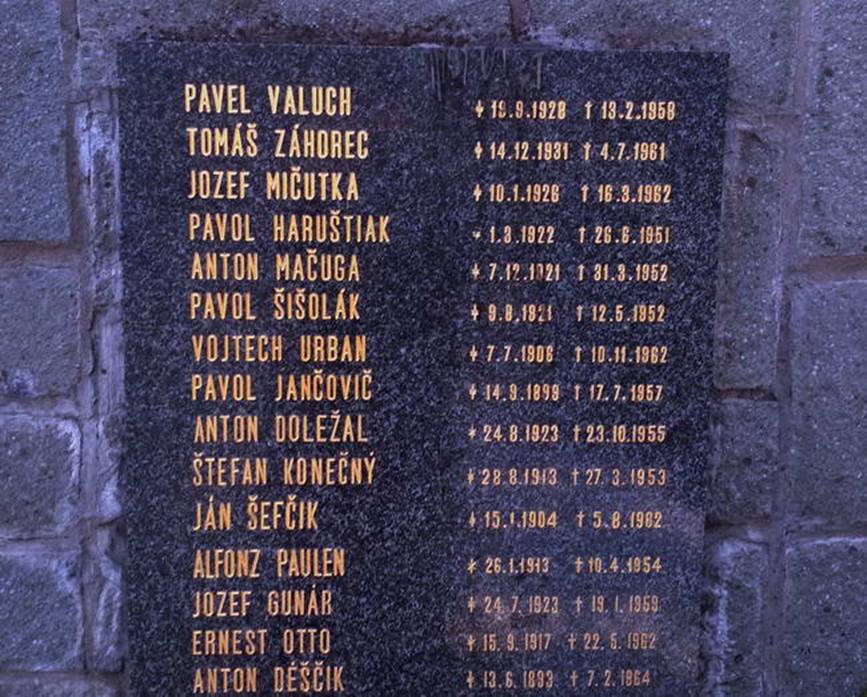 PAVEL VALUCH * 19.9.1928 † 13.2.1958
TOMÁŠ ZÁHOREC * 14.12.1931 † 4.7.1961
JOZEF MIČUTKA * 10.1.1926 † 16.3.1962
PAVOL HARUŠTIAK * 1.3.1922 † 26.6.1951
ANTON MAČUGA * 7.12.1921 † 31.3.1952
PAVOL ŠIŠOLÁK * 9.8.1921 † 12.5.1952
VOJTECH URBAN * 7.7.1906 † 10.11.1962
PAVOL JANČOVIČ * 14.9.1899 † 17.7.1957
ANTON DOLEŽAL * 24.8.1923 † 23.10.1955
ŠTEFAN KONEČNÝ * 28.8.1913 † 27.3.1953
JÁN ŠEFČIK * 15.1.1904 † 5.8.1962
ALFONZ PAULEN * 26.1.1913 † 10.4.1954
JOZEF GUNÁR * 24.7.1923 † 19.1.1959
ERNEST OTTO * 15.9.1917 † 22.5.1962
ANTON DĚŠČIK * 13.6.1893 † 7.2.1964